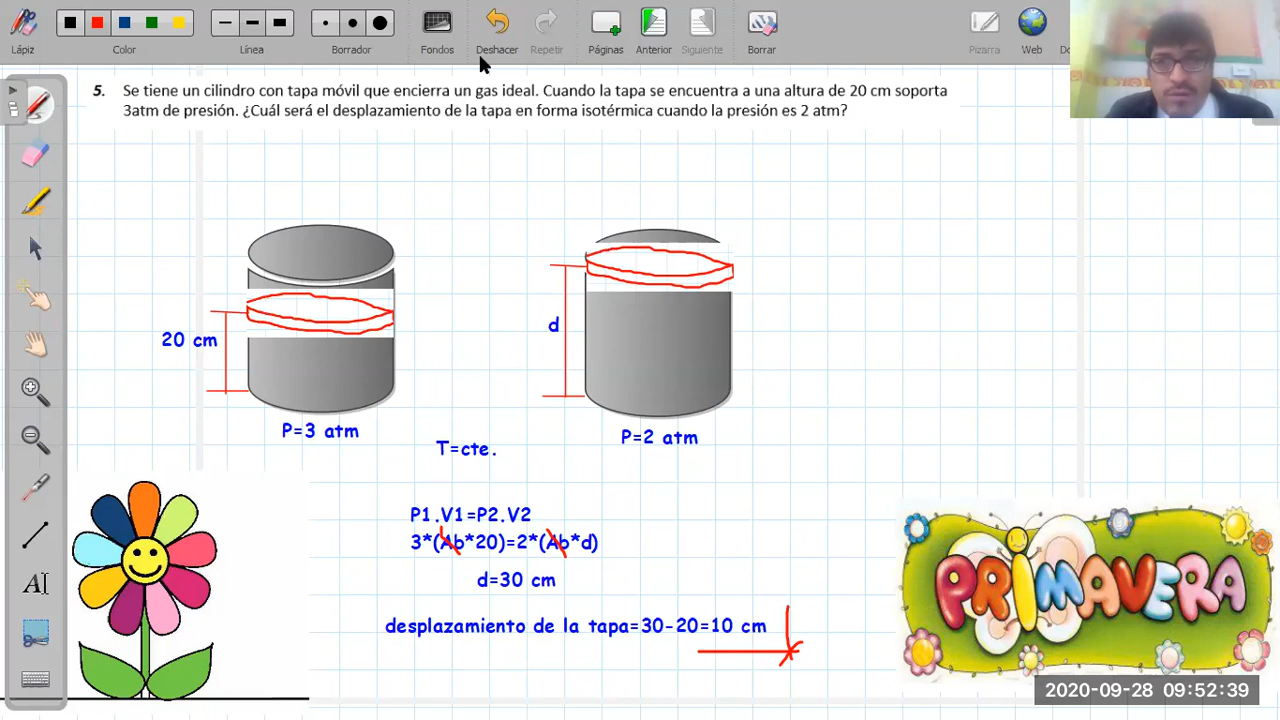 Lápiz
Color
Línea
Borrador
Fondos
Deshacer
Repetir
Páginas
Anterior
Siguiente
Borrar
Pizarra
Web
5. Se tiene un cilindro con tapa móvil que encierra un gas ideal. Cuando la tapa se encuentra a una altura de 20 cm soporta
3atm de presión. ¿Cuál será el desplazamiento de la tapa en forma isotérmica cuando la presión es 2 atm?
20 cm
d
P=3 atm
P=2 atm
T=cte.
P1.V1=P2.V2
3*(Ab*20)=2*(Ab*d)
d=30 cm
desplazamiento de la tapa=30-20=10 cm
PRIMAVERA
AI
2020-09-28 09:52:39